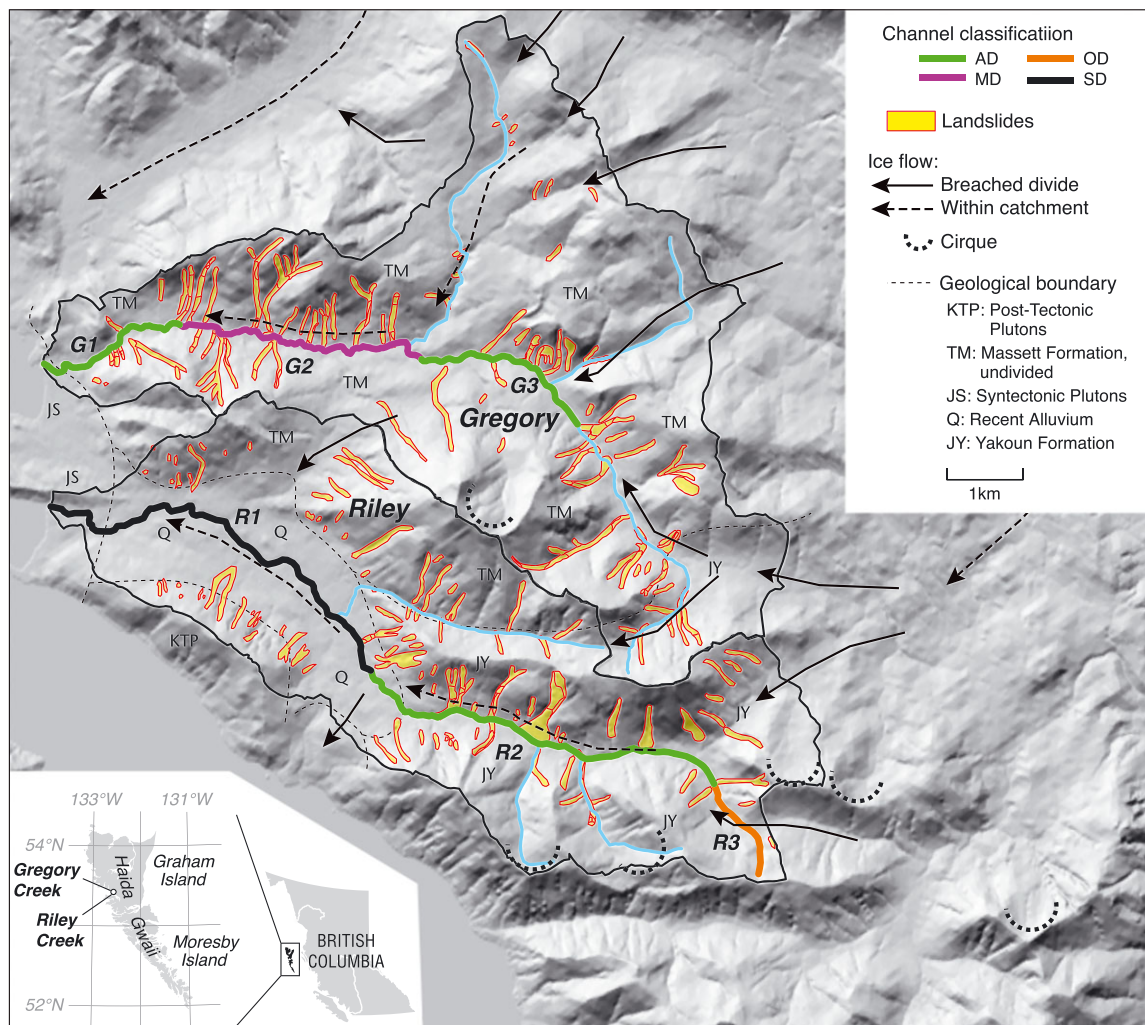 Channel classificatiion
AD
OD
MD
SD
Landslides
Ice flow:
Breached divide
Within catchment
Cirque
Geological boundary
KTP: Post-Tectonic
Plutons
TM: Massett Formation,
undivided
JS: Syntectonic Plutons
Q: Recent Alluvium
JY: Yakoun Formation
1km
TM
TM
TM
G1
G2
G3
TM
JS
Gregory
TM
TM
JS
Riley
R1
TM
Q
Q
TM
JY
KTP
JY
Q
JY
R2
JY
JY
R3
133°W
131°W
54°N
Graham
Island
Gregory
Creek
Haida
Gwaii
Riley
Creek
Moresby
Island
BRITISH
COLUMBIA
52°N